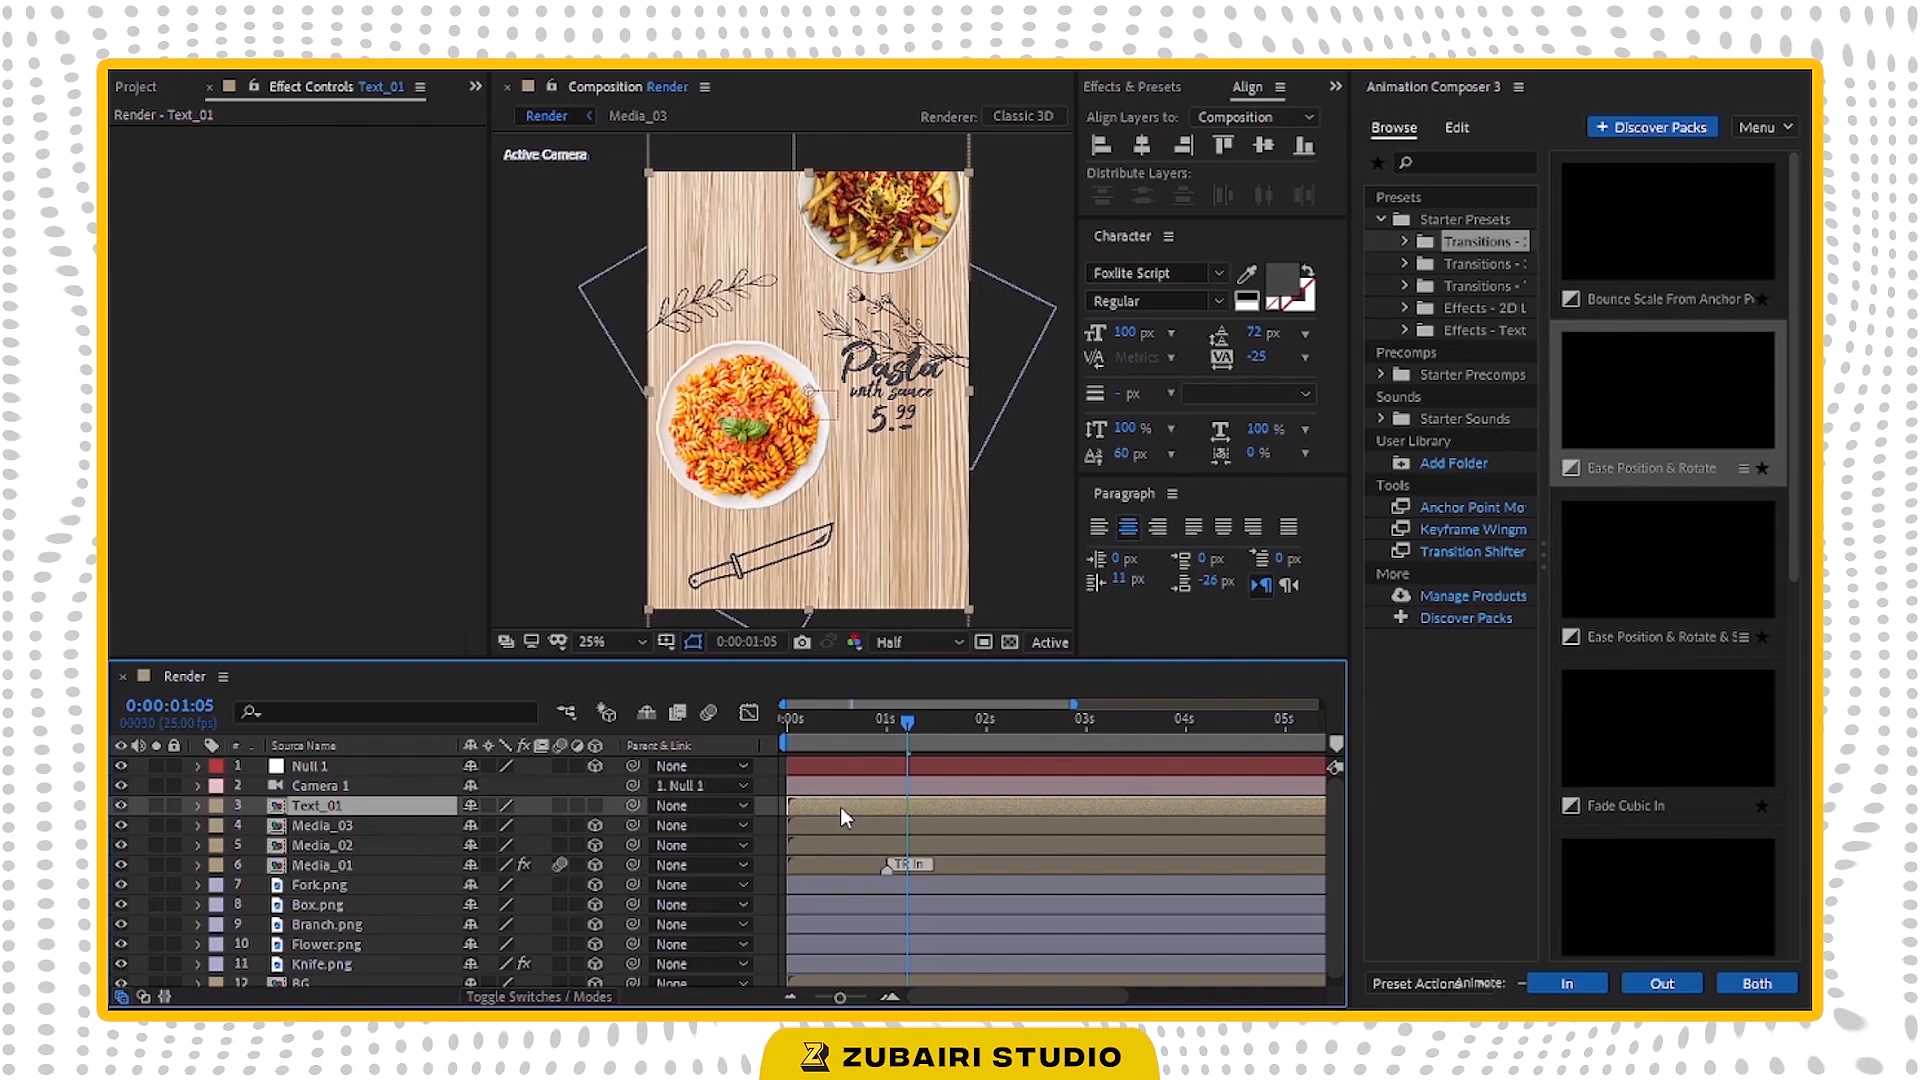 Project
Effect Controls Text_01
Render - Text_01
Composition Render
Render
Media_03
Renderer:
Classic 3D
Active Camera
Pasta
with sauce
5.99
25%
0:00:01:05
Half
Active
Effects & Presets
Align
Align Layers to:
Composition
Distribute Layers:
Character
Foxlite Script
Regular
100 px
72 px
Metrics
-25
- px
100 %
100 %
60 px
0 %
Paragraph
0 px
0 px
0 px
11 px
-26 px
Animation Composer 3
Browse
Edit
+ Discover Packs
Menu
Presets
Starter Presets
Transitions -
Transitions -
Transitions -
Effects - 2D
Effects - Text
Precomps
Starter Precomps
Sounds
Starter Sounds
User Library
Add Folder
Tools
Anchor Point Mo
Keyframe Wingm
Transition Shifter
More
Manage Products
Discover Packs
Bounce Scale From Anchor P
Ease Position & Rotate
Ease Position & Rotate & S
Fade Cubic In
Preset Action
Animate:
In
Out
Both
Render
0:00:01:05
00030 (25.00 fps)
:00s
01s
02s
03s
04s
05s
# Source Name
Parent & Link
1 Null 1 None
2 Camera 1 1. Null 1
3 Text_01 None
4 Media_03 None
5 Media_02 None
6 Media_01 None
TR In
7 Fork.png None
8 Box.png None
9 Branch.png None
10 Flower.png None
11 Knife.png None
12 BG
Toggle Switches / Modes
ZUBAIRI STUDIO